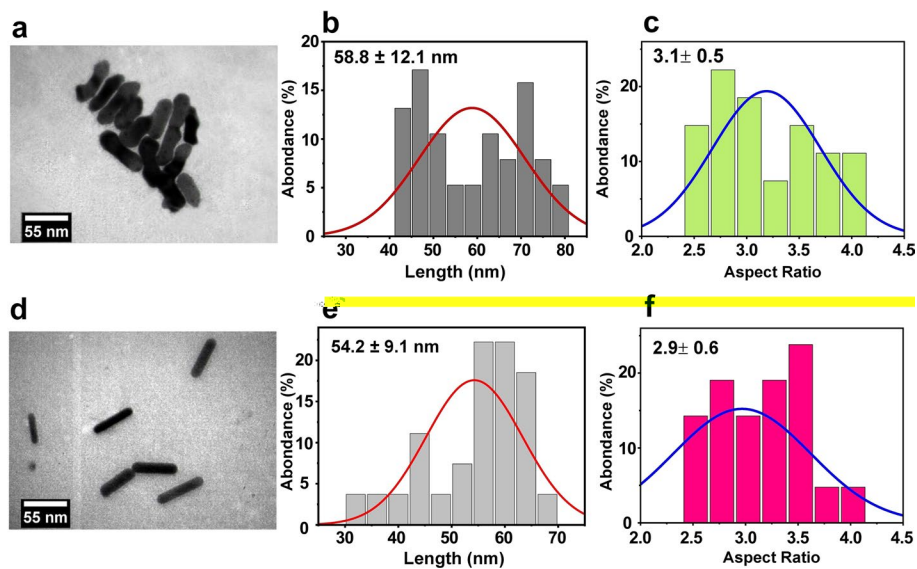 a
b
c
55 nm
58.8 ± 12.1 nm
20
15
10
5
0
30
40
50
60
70
80
Abondance (%)
Length (nm)
3.1± 0.5
20
10
0
2.0
2.5
3.0
3.5
4.0
4.5
Abondance (%)
Aspect Ratio
d
e
f
55 nm
54.2 ± 9.1 nm
20
15
10
5
0
30
40
50
60
70
Abondance (%)
Length (nm)
2.9± 0.6
20
10
0
2.0
2.5
3.0
3.5
4.0
4.5
Abondance (%)
Aspect Ratio